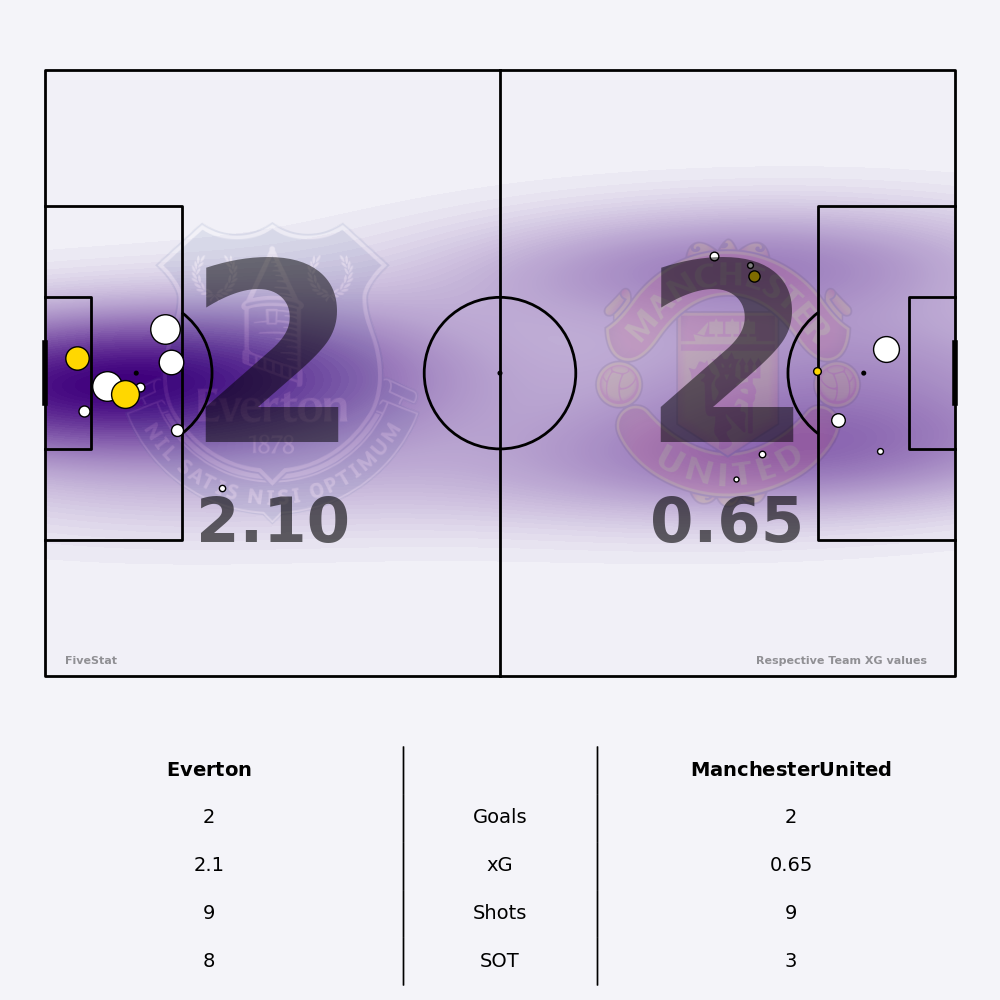 MANCHESTER
2 2
Everton
1878
NIL SATIS NISI OPTIMUM
UNITED
2.10 0.65
FiveStat Respective Team XG values
Everton ManchesterUnited
2 Goals 2
2.1 xG 0.65
9 Shots 9
8 SOT 3